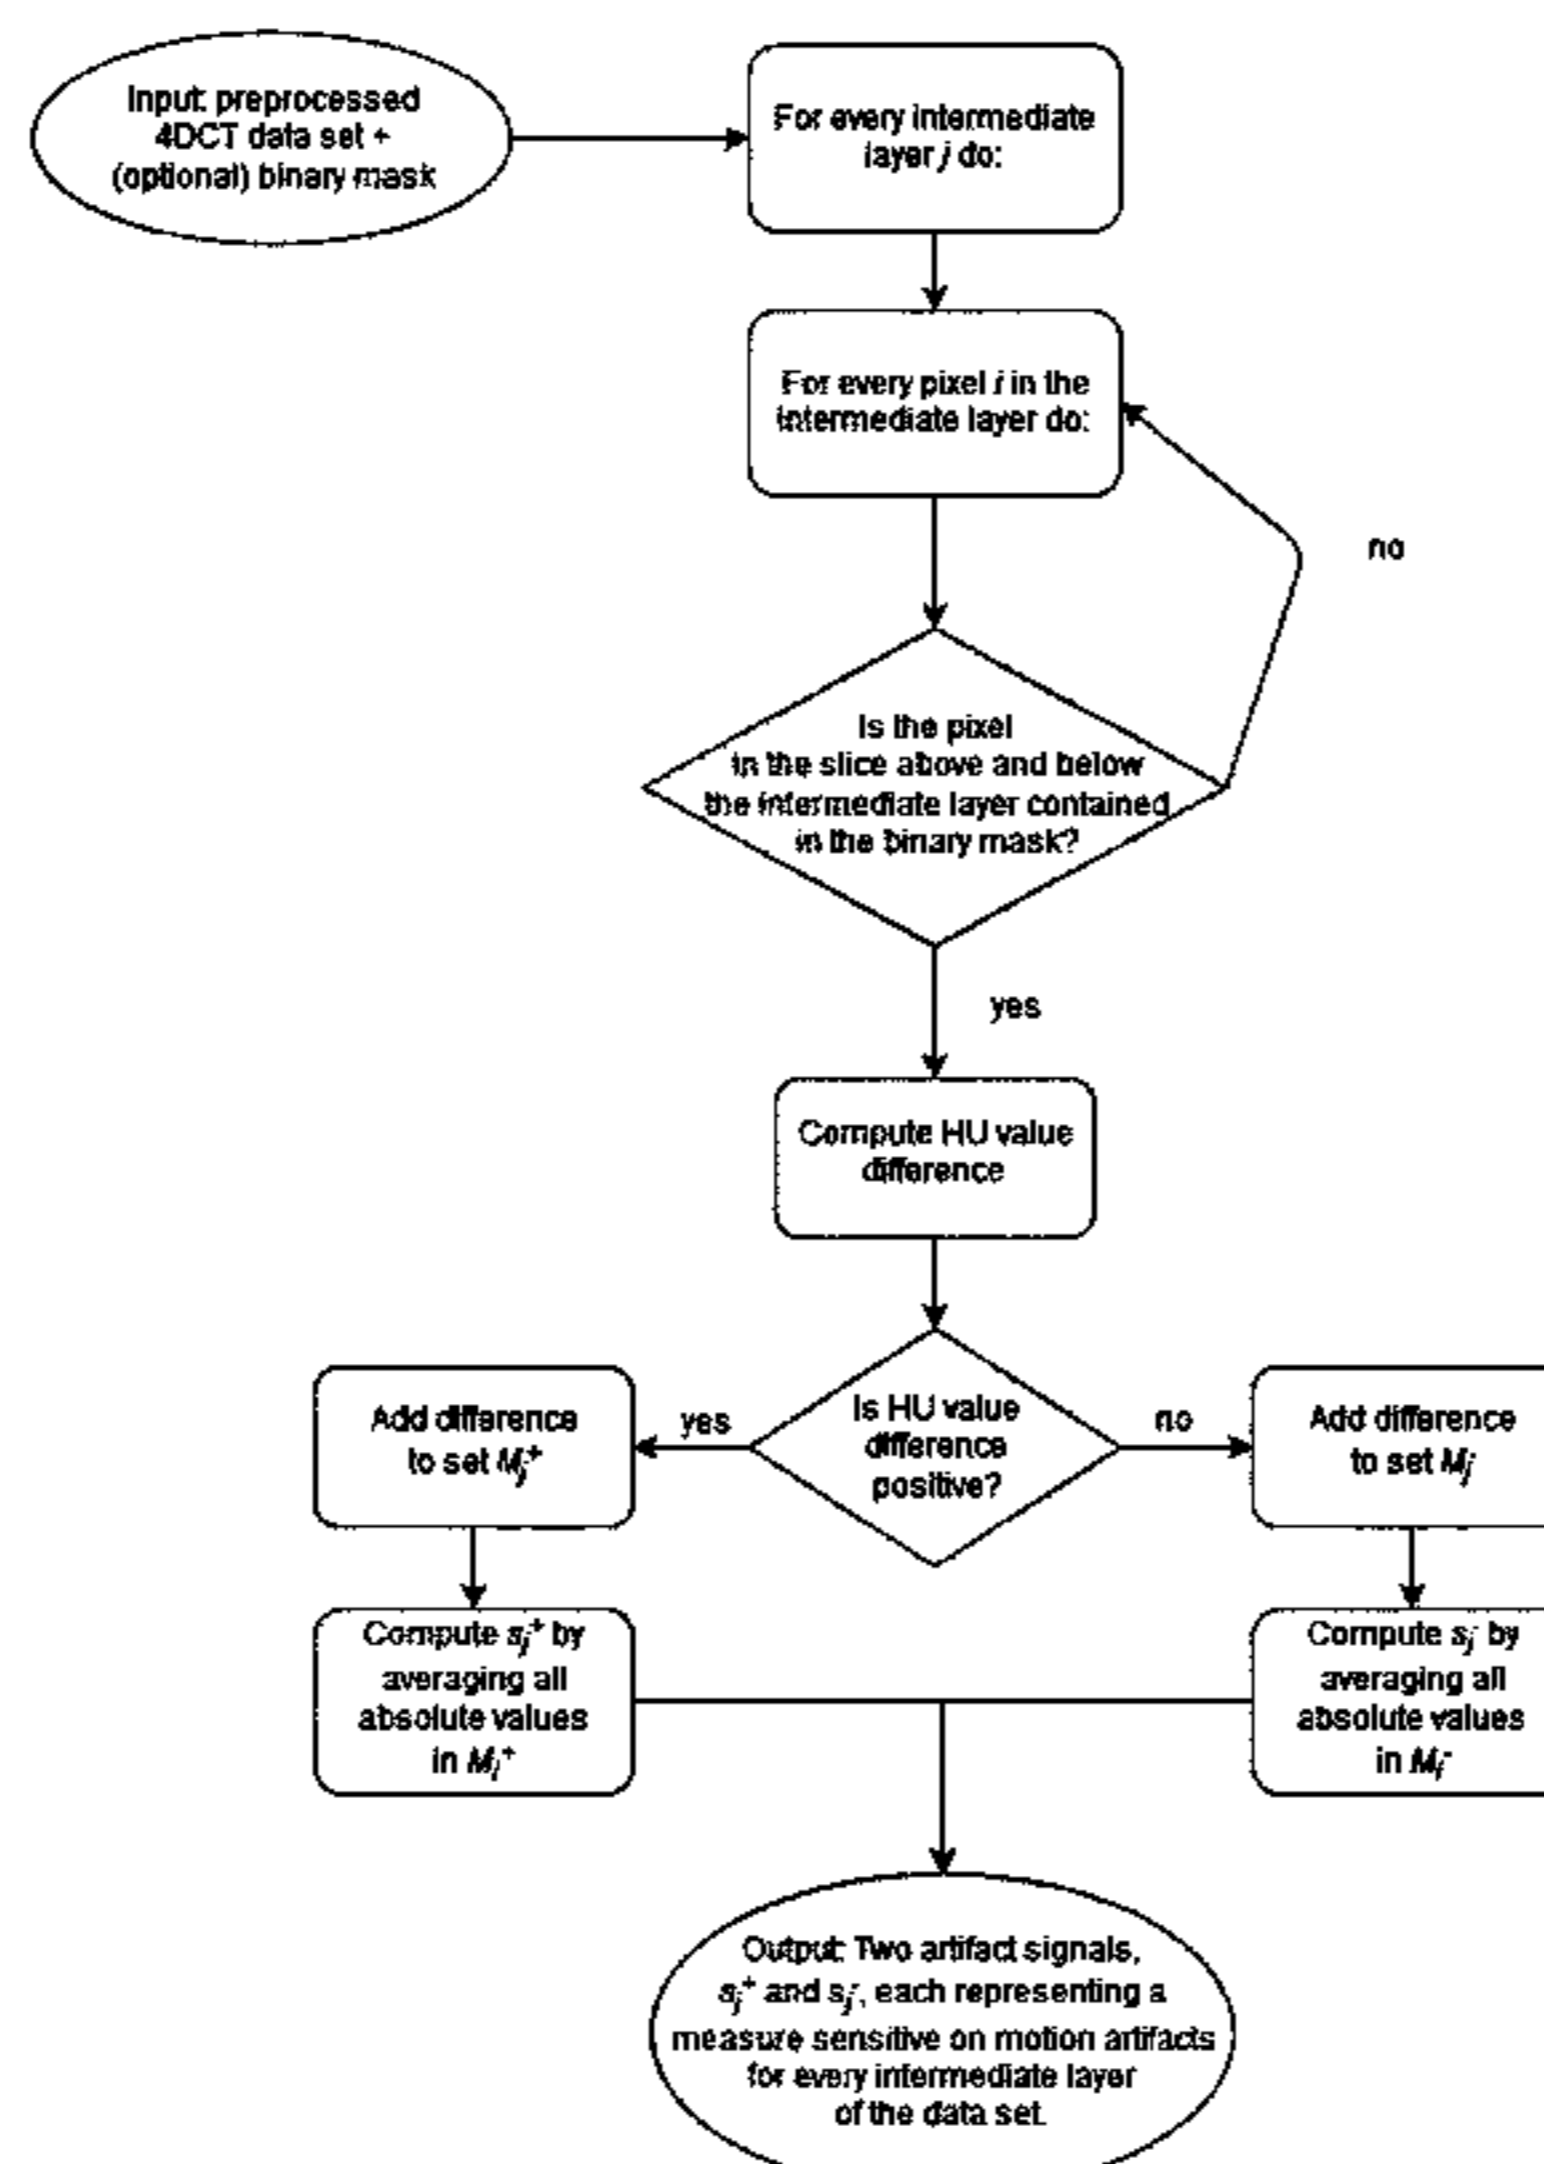 Input: preprocessed
4DCT data set +
(optional) binary mask
For every intermediate
layer j do:
For every pixel i in the
intermediate layer do:
no
Is the pixel
in the slice above and below
the intermediate layer contained
in the binary mask?
yes
Compute HU value
difference
Add difference
to set Mj+
yes
Is HU value
difference
positive?
no
Add difference
to set Mj-
Compute sj+ by
averaging all
absolute values
in Mj+
Compute sj- by
averaging all
absolute values
in Mj-
Output: Two artifact signals,
sj+ and sj-, each representing a
measure sensitive on motion artifacts
for every intermediate layer
of the data set.